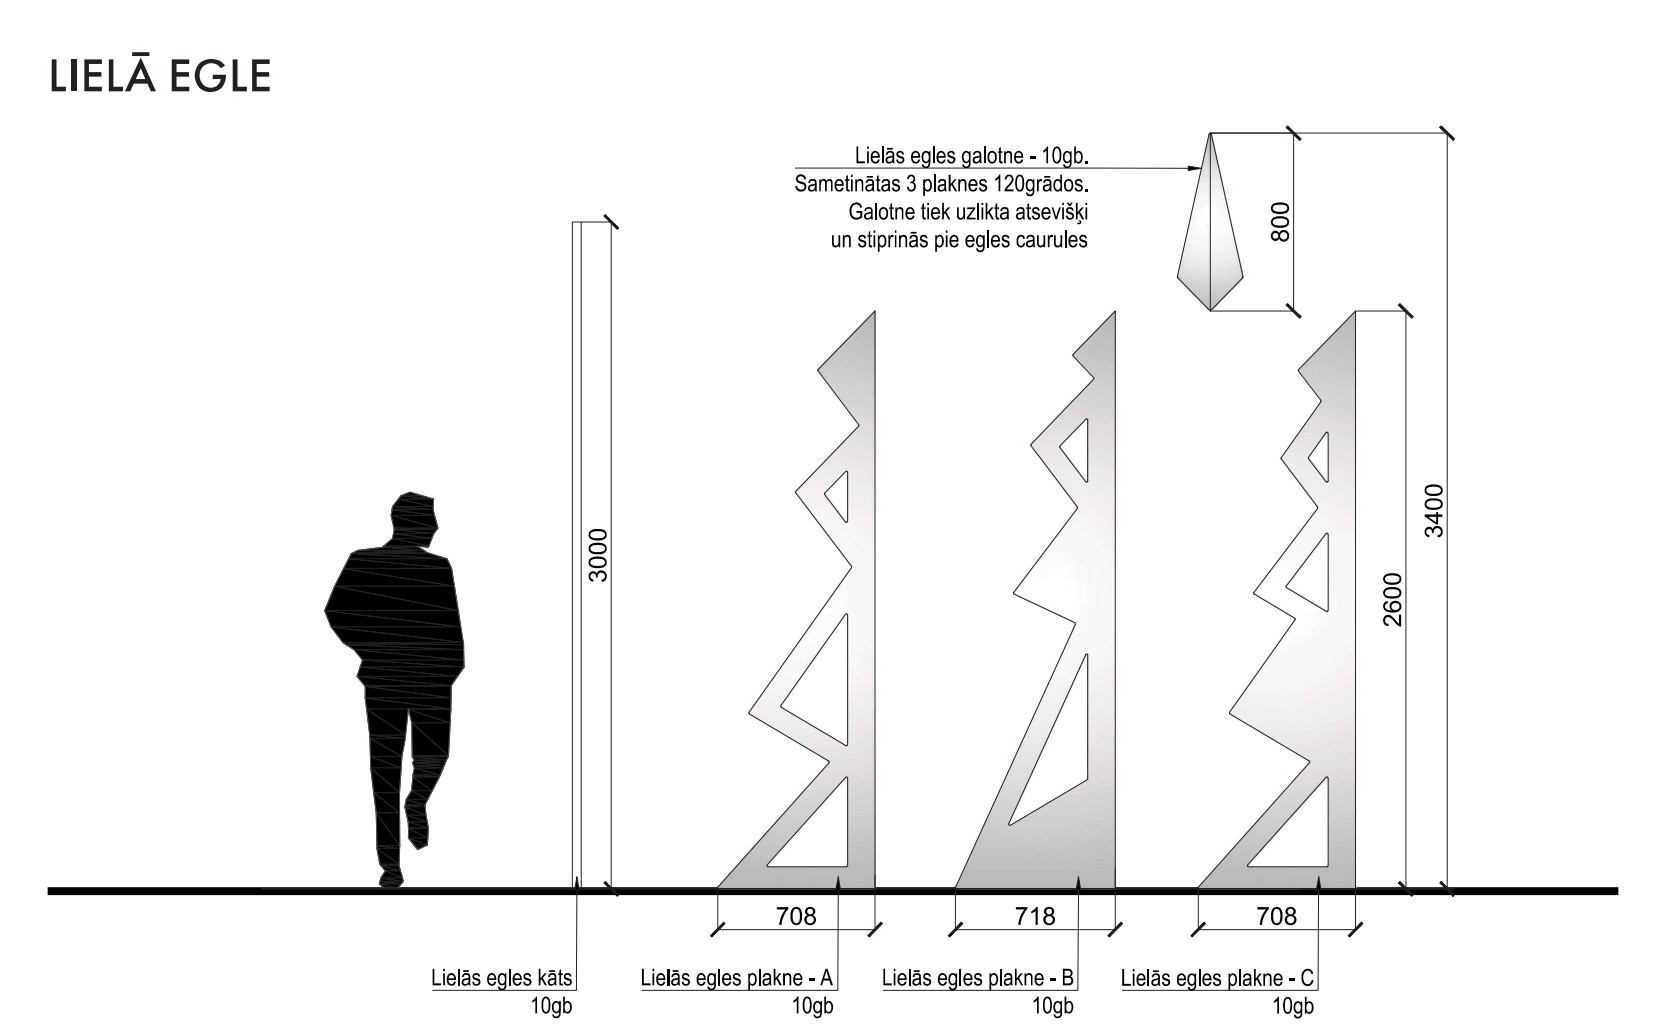 LIELĀ EGLE
Lielās egles galotne - 10gb.
Sametinātas 3 plaknes 120grādos.
Galotne tiek uzlikta atsevišķi
un stiprinās pie egles caurules
800
3000
3400
2600
708
718
708
Lielās egles kāts
10gb
Lielās egles plakne - A
10gb
Lielās egles plakne - B
10gb
Lielās egles plakne - C
10gb